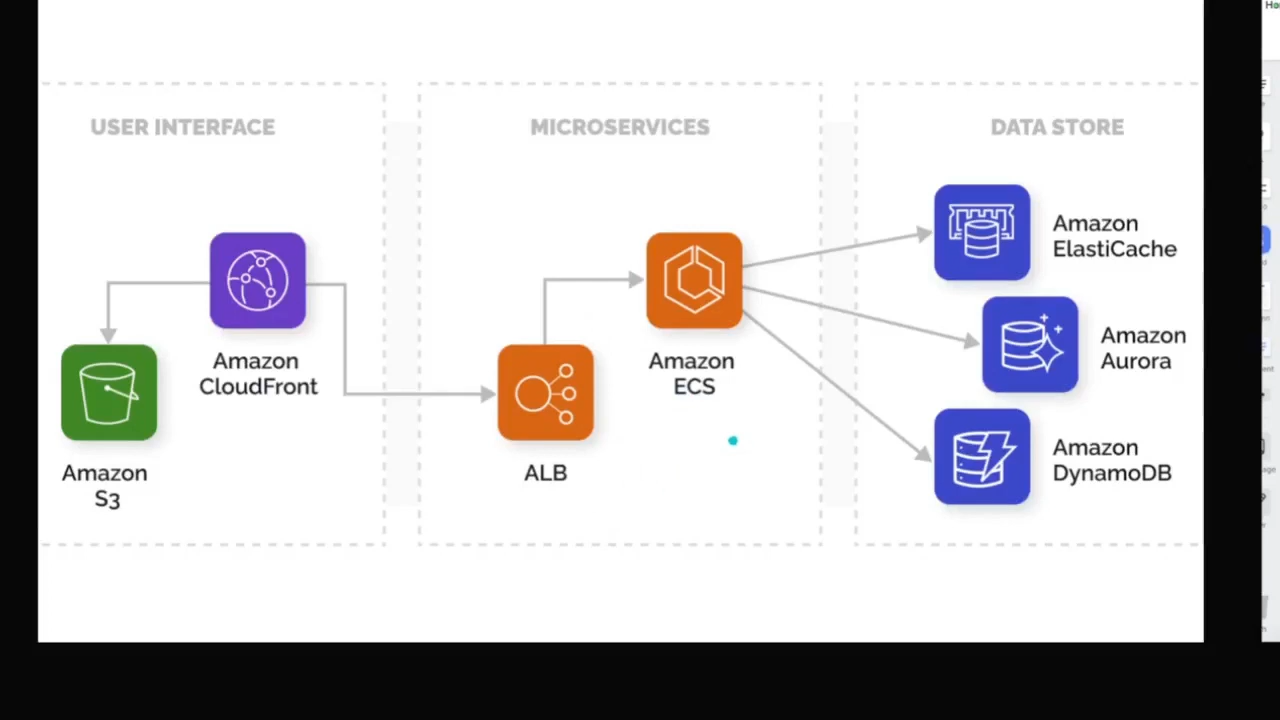 USER INTERFACE
MICROSERVICES
DATA STORE
Amazon
CloudFront
Amazon
S3
ALB
Amazon
ECS
Amazon
ElastiCache
Amazon
Aurora
Amazon
DynamoDB